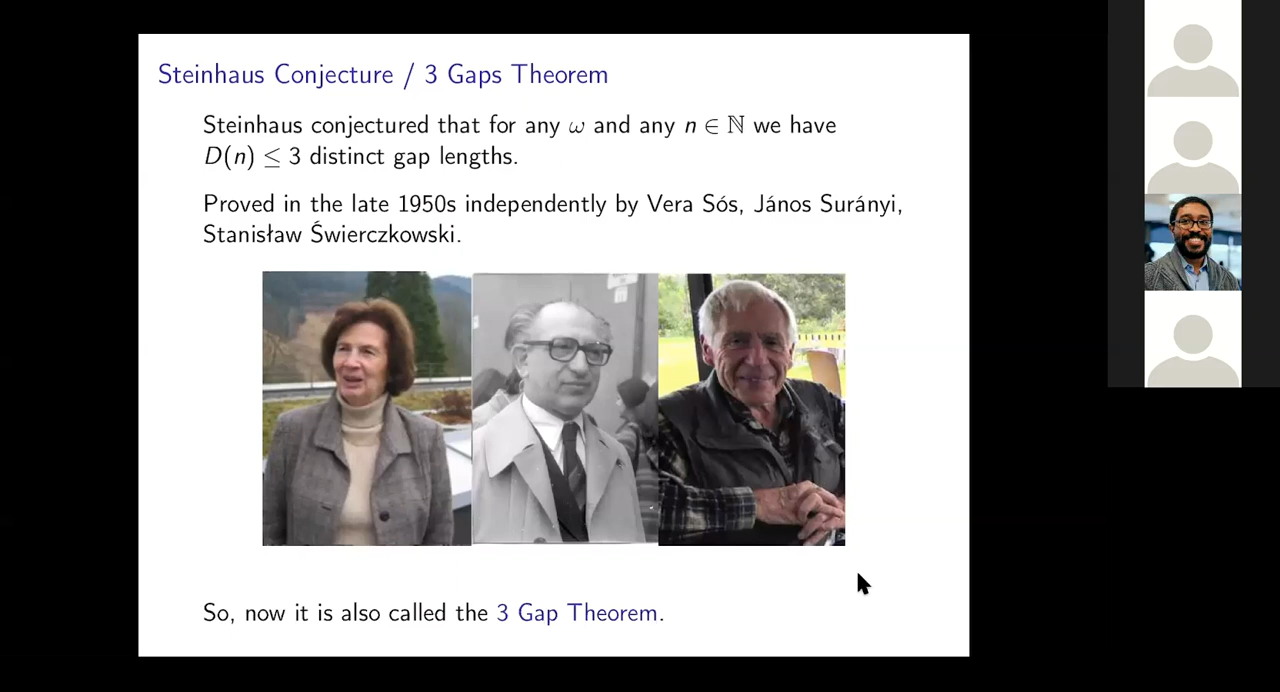 Steinhaus Conjecture / 3 Gaps Theorem
Steinhaus conjectured that for any ω and any n ∈ ℕ we have
D(n) ≤ 3 distinct gap lengths.
Proved in the late 1950s independently by Vera Sós, János Surányi,
Stanisław Świerczkowski.
So, now it is also called the 3 Gap Theorem.